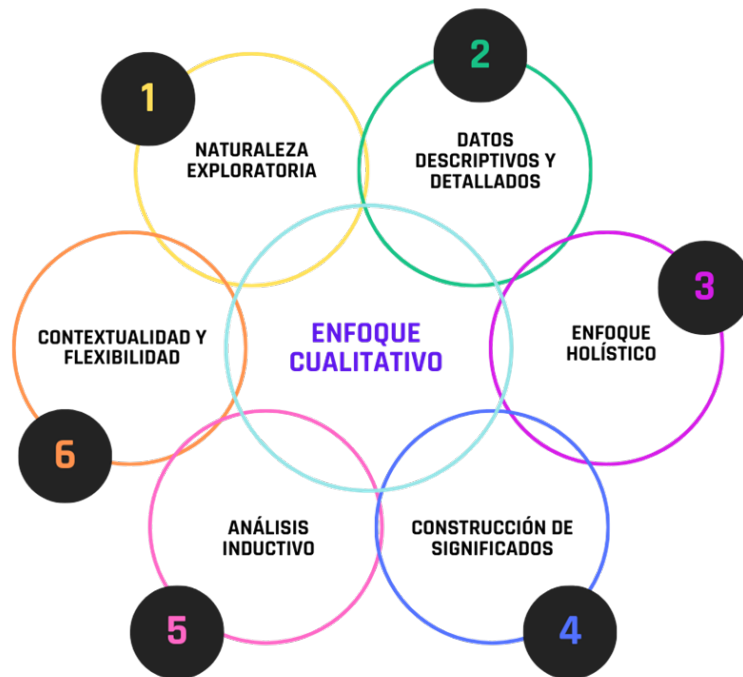 1
NATURALEZA
EXPLORATORIA
2
DATOS
DESCRIPTIVOS Y
DETALLADOS
3
ENFOQUE
HOLÍSTICO
4
CONSTRUCCIÓN DE
SIGNIFICADOS
5
ANÁLISIS
INDUCTIVO
6
CONTEXTUALIDAD Y
FLEXIBILIDAD
ENFOQUE
CUALITATIVO